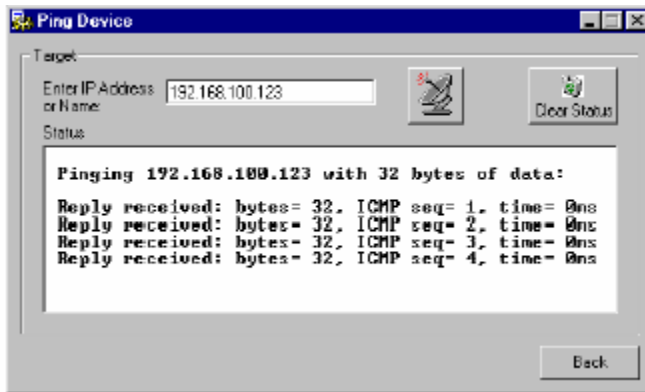 Ping Device
Target
Enter IP Address
or Name:
192.168.100.123
Clear Status
Status
Pinging 192.168.100.123 with 32 bytes of data:
Reply received: bytes= 32, ICMP seq= 1, time= 0ms
Reply received: bytes= 32, ICMP seq= 2, time= 0ms
Reply received: bytes= 32, ICMP seq= 3, time= 0ms
Reply received: bytes= 32, ICMP seq= 4, time= 0ms
Back